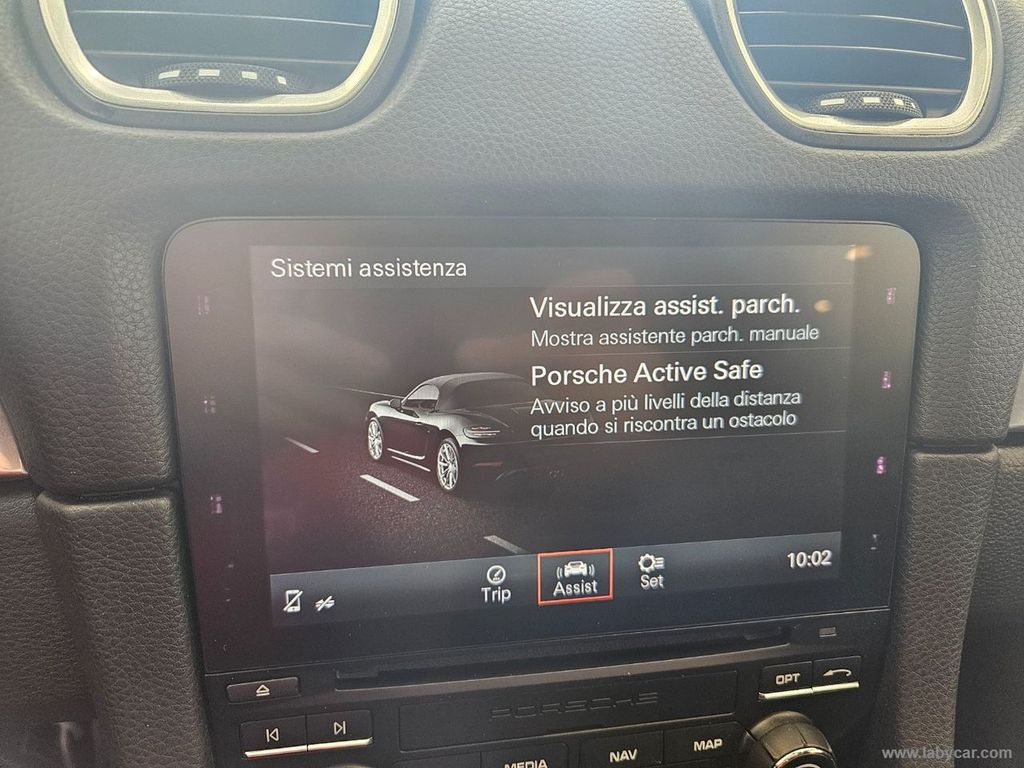 Sistemi assistenza
Visualizza assist. parch.
Mostra assistente parch. manuale
Porsche Active Safe
Avviso a più livelli della distanza
quando si riscontra un ostacolo
Trip
Assist
Set
10:02
OPT
PORSCHE
MEDIA
NAV
MAP
www.labycar.com